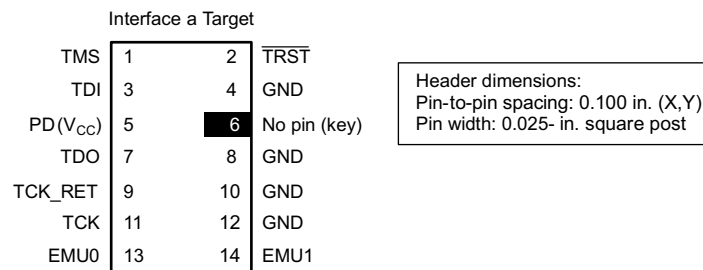 Interface a Target
TMS 1 2 TRST
TDI 3 4 GND
PD(VCC) 5 6 No pin (key)
TDO 7 8 GND
TCK_RET 9 10 GND
TCK 11 12 GND
EMU0 13 14 EMU1
Header dimensions:
Pin-to-pin spacing: 0.100 in. (X,Y)
Pin width: 0.025- in. square post